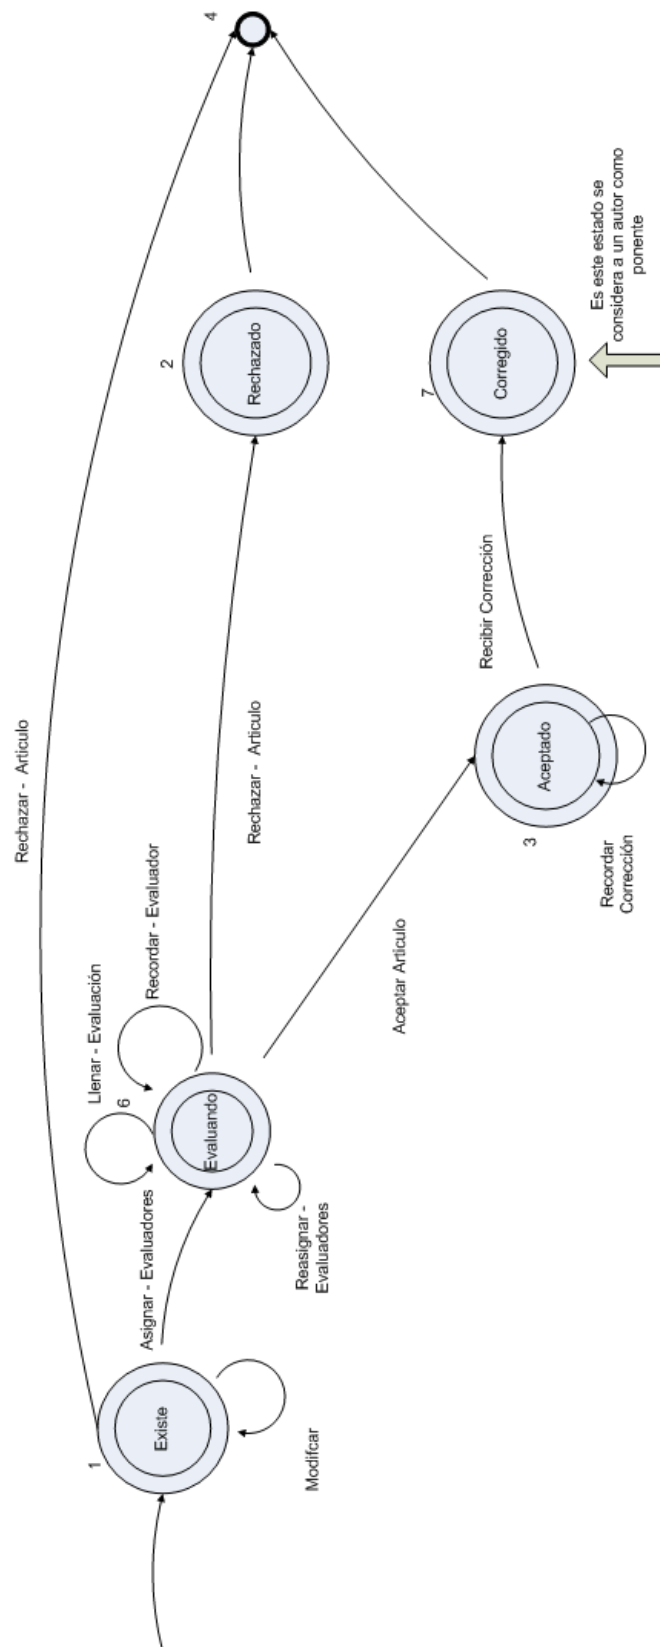 Rechazar - Articulo
4
1
Existe
Modifcar
Asignar - Evaluadores
Llenar - Evaluación
6
Evaluando
Recordar - Evaluador
Reasignar -
Evaluadores
Rechazar - Articulo
2
Rechazado
Aceptar Articulo
3
Aceptado
Recordar
Corrección
Recibir Corrección
7
Corregido
Es este estado se
considera a un autor como
ponente